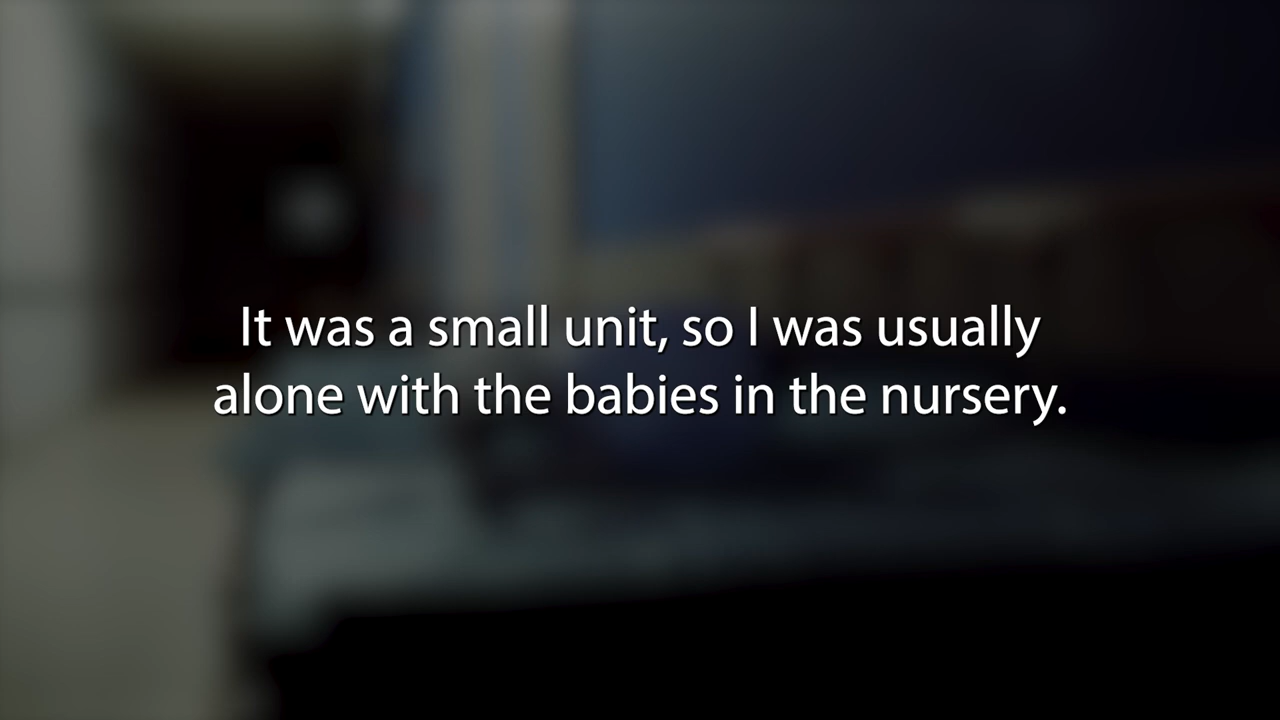 It was a small unit, so I was usually
alone with the babies in the nursery.